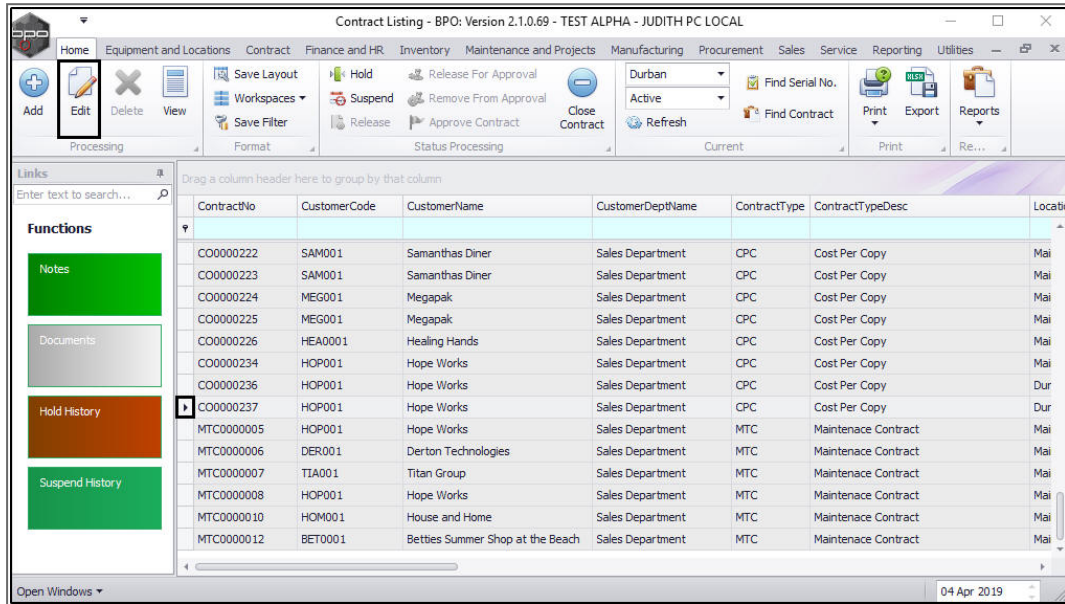 bpo
Contract Listing - BPO: Version 2.1.0.69 - TEST ALPHA - JUDITH PC LOCAL
Home Equipment and Locations Contract Finance and HR Inventory Maintenance and Projects Manufacturing Procurement Sales Service Reporting Utilities
Add Edit Delete View
Processing
Save Layout
Workspaces
Save Filter
Format
Hold Release For Approval
Suspend Remove From Approval
Release Approve Contract
Close Contract
Status Processing
Durban
Active
Refresh
Find Serial No.
Find Contract
Current
Print
XLSX
Export
Print
Reports
Re...
Links
Enter text to search...
Functions
Notes
Documents
Hold History
Suspend History
Drag a column header here to group by that column
ContractNo CustomerCode CustomerName CustomerDeptName ContractType ContractTypeDesc Locati
CO0000222 SAM001 Samanthas Diner Sales Department CPC Cost Per Copy Mai
CO0000223 SAM001 Samanthas Diner Sales Department CPC Cost Per Copy Mai
CO0000224 MEG001 Megapak Sales Department CPC Cost Per Copy Mai
CO0000225 MEG001 Megapak Sales Department CPC Cost Per Copy Mai
CO0000226 HEA0001 Healing Hands Sales Department CPC Cost Per Copy Mai
CO0000234 HOP001 Hope Works Sales Department CPC Cost Per Copy Mai
CO0000236 HOP001 Hope Works Sales Department CPC Cost Per Copy Dur
CO0000237 HOP001 Hope Works Sales Department CPC Cost Per Copy Dur
MTC0000005 HOP001 Hope Works Sales Department MTC Maintenace Contract Mai
MTC0000006 DER001 Derton Technologies Sales Department MTC Maintenace Contract Mai
MTC0000007 TIA001 Titan Group Sales Department MTC Maintenace Contract Mai
MTC0000008 HOP001 Hope Works Sales Department MTC Maintenace Contract Mai
MTC0000010 HOM001 House and Home Sales Department MTC Maintenace Contract Mai
MTC0000012 BET0001 Betties Summer Shop at the Beach Sales Department MTC Maintenace Contract Mai
Open Windows 04 Apr 2019